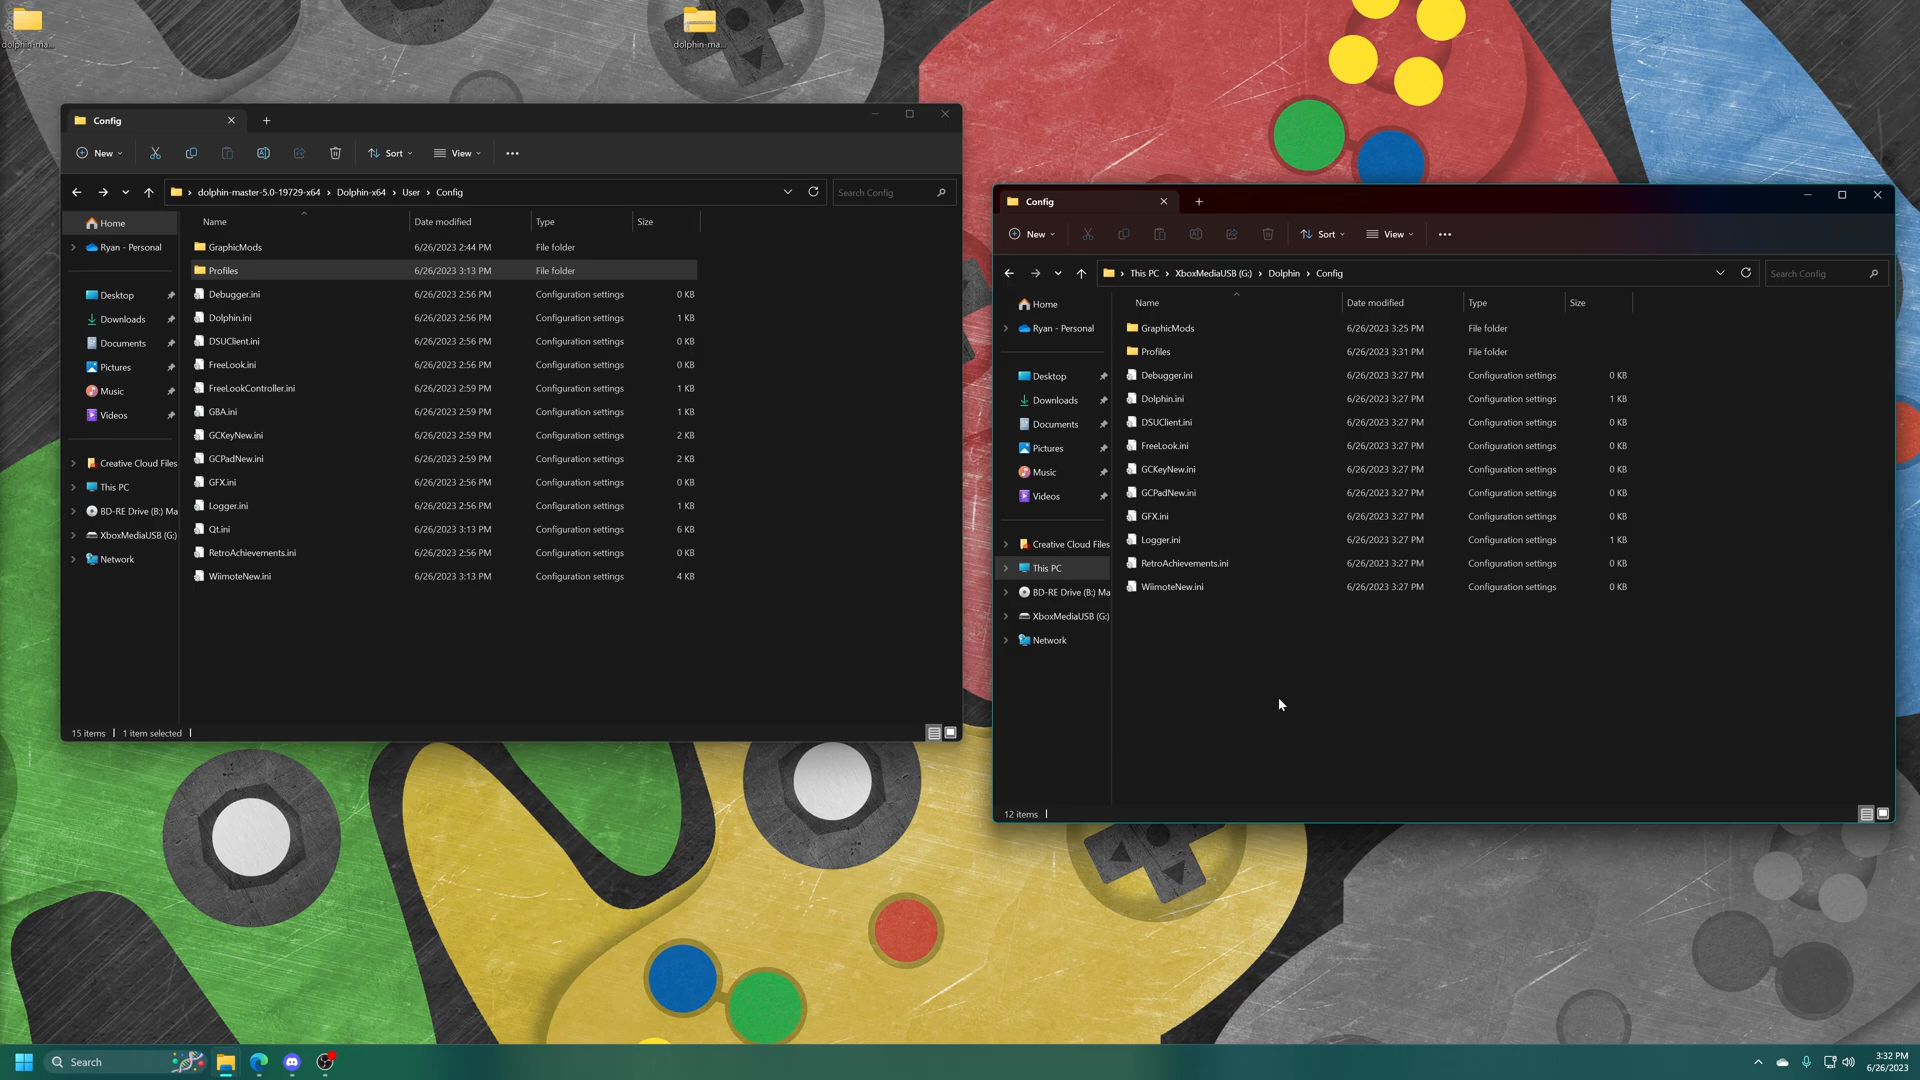 dolphin-ma...
dolphin-ma...
Config
New
Sort
View
dolphin-master-5.0-19729-x64 > Dolphin-x64 > User > Config
Search Config
Home
Ryan - Personal
Desktop
Downloads
Documents
Pictures
Music
Videos
Creative Cloud Files
This PC
BD-RE Drive (B:) Ma
XboxMediaUSB (G:)
Network
Name Date modified Type Size
GraphicMods 6/26/2023 2:44 PM File folder
Profiles 6/26/2023 3:13 PM File folder
Debugger.ini 6/26/2023 2:56 PM Configuration settings 0 KB
Dolphin.ini 6/26/2023 2:56 PM Configuration settings 1 KB
DSUClient.ini 6/26/2023 2:56 PM Configuration settings 0 KB
FreeLook.ini 6/26/2023 2:56 PM Configuration settings 0 KB
FreeLookController.ini 6/26/2023 2:59 PM Configuration settings 1 KB
GBA.ini 6/26/2023 2:59 PM Configuration settings 1 KB
GCKeyNew.ini 6/26/2023 2:59 PM Configuration settings 2 KB
GCPadNew.ini 6/26/2023 2:59 PM Configuration settings 2 KB
GFX.ini 6/26/2023 2:56 PM Configuration settings 0 KB
Logger.ini 6/26/2023 2:56 PM Configuration settings 1 KB
Qt.ini 6/26/2023 3:13 PM Configuration settings 6 KB
RetroAchievements.ini 6/26/2023 2:56 PM Configuration settings 0 KB
WiimoteNew.ini 6/26/2023 3:13 PM Configuration settings 4 KB
15 items 1 item selected
Config
New
Sort
View
This PC > XboxMediaUSB (G:) > Dolphin > Config
Search Config
Home
Ryan - Personal
Desktop
Downloads
Documents
Pictures
Music
Videos
Creative Cloud Files
This PC
BD-RE Drive (B:) Ma
XboxMediaUSB (G:)
Network
Name Date modified Type Size
GraphicMods 6/26/2023 3:25 PM File folder
Profiles 6/26/2023 3:31 PM File folder
Debugger.ini 6/26/2023 3:27 PM Configuration settings 0 KB
Dolphin.ini 6/26/2023 3:27 PM Configuration settings 1 KB
DSUClient.ini 6/26/2023 3:27 PM Configuration settings 0 KB
FreeLook.ini 6/26/2023 3:27 PM Configuration settings 0 KB
GCKeyNew.ini 6/26/2023 3:27 PM Configuration settings 0 KB
GCPadNew.ini 6/26/2023 3:27 PM Configuration settings 0 KB
GFX.ini 6/26/2023 3:27 PM Configuration settings 0 KB
Logger.ini 6/26/2023 3:27 PM Configuration settings 1 KB
RetroAchievements.ini 6/26/2023 3:27 PM Configuration settings 0 KB
WiimoteNew.ini 6/26/2023 3:27 PM Configuration settings 0 KB
12 items
Search
3:32 PM
6/26/2023